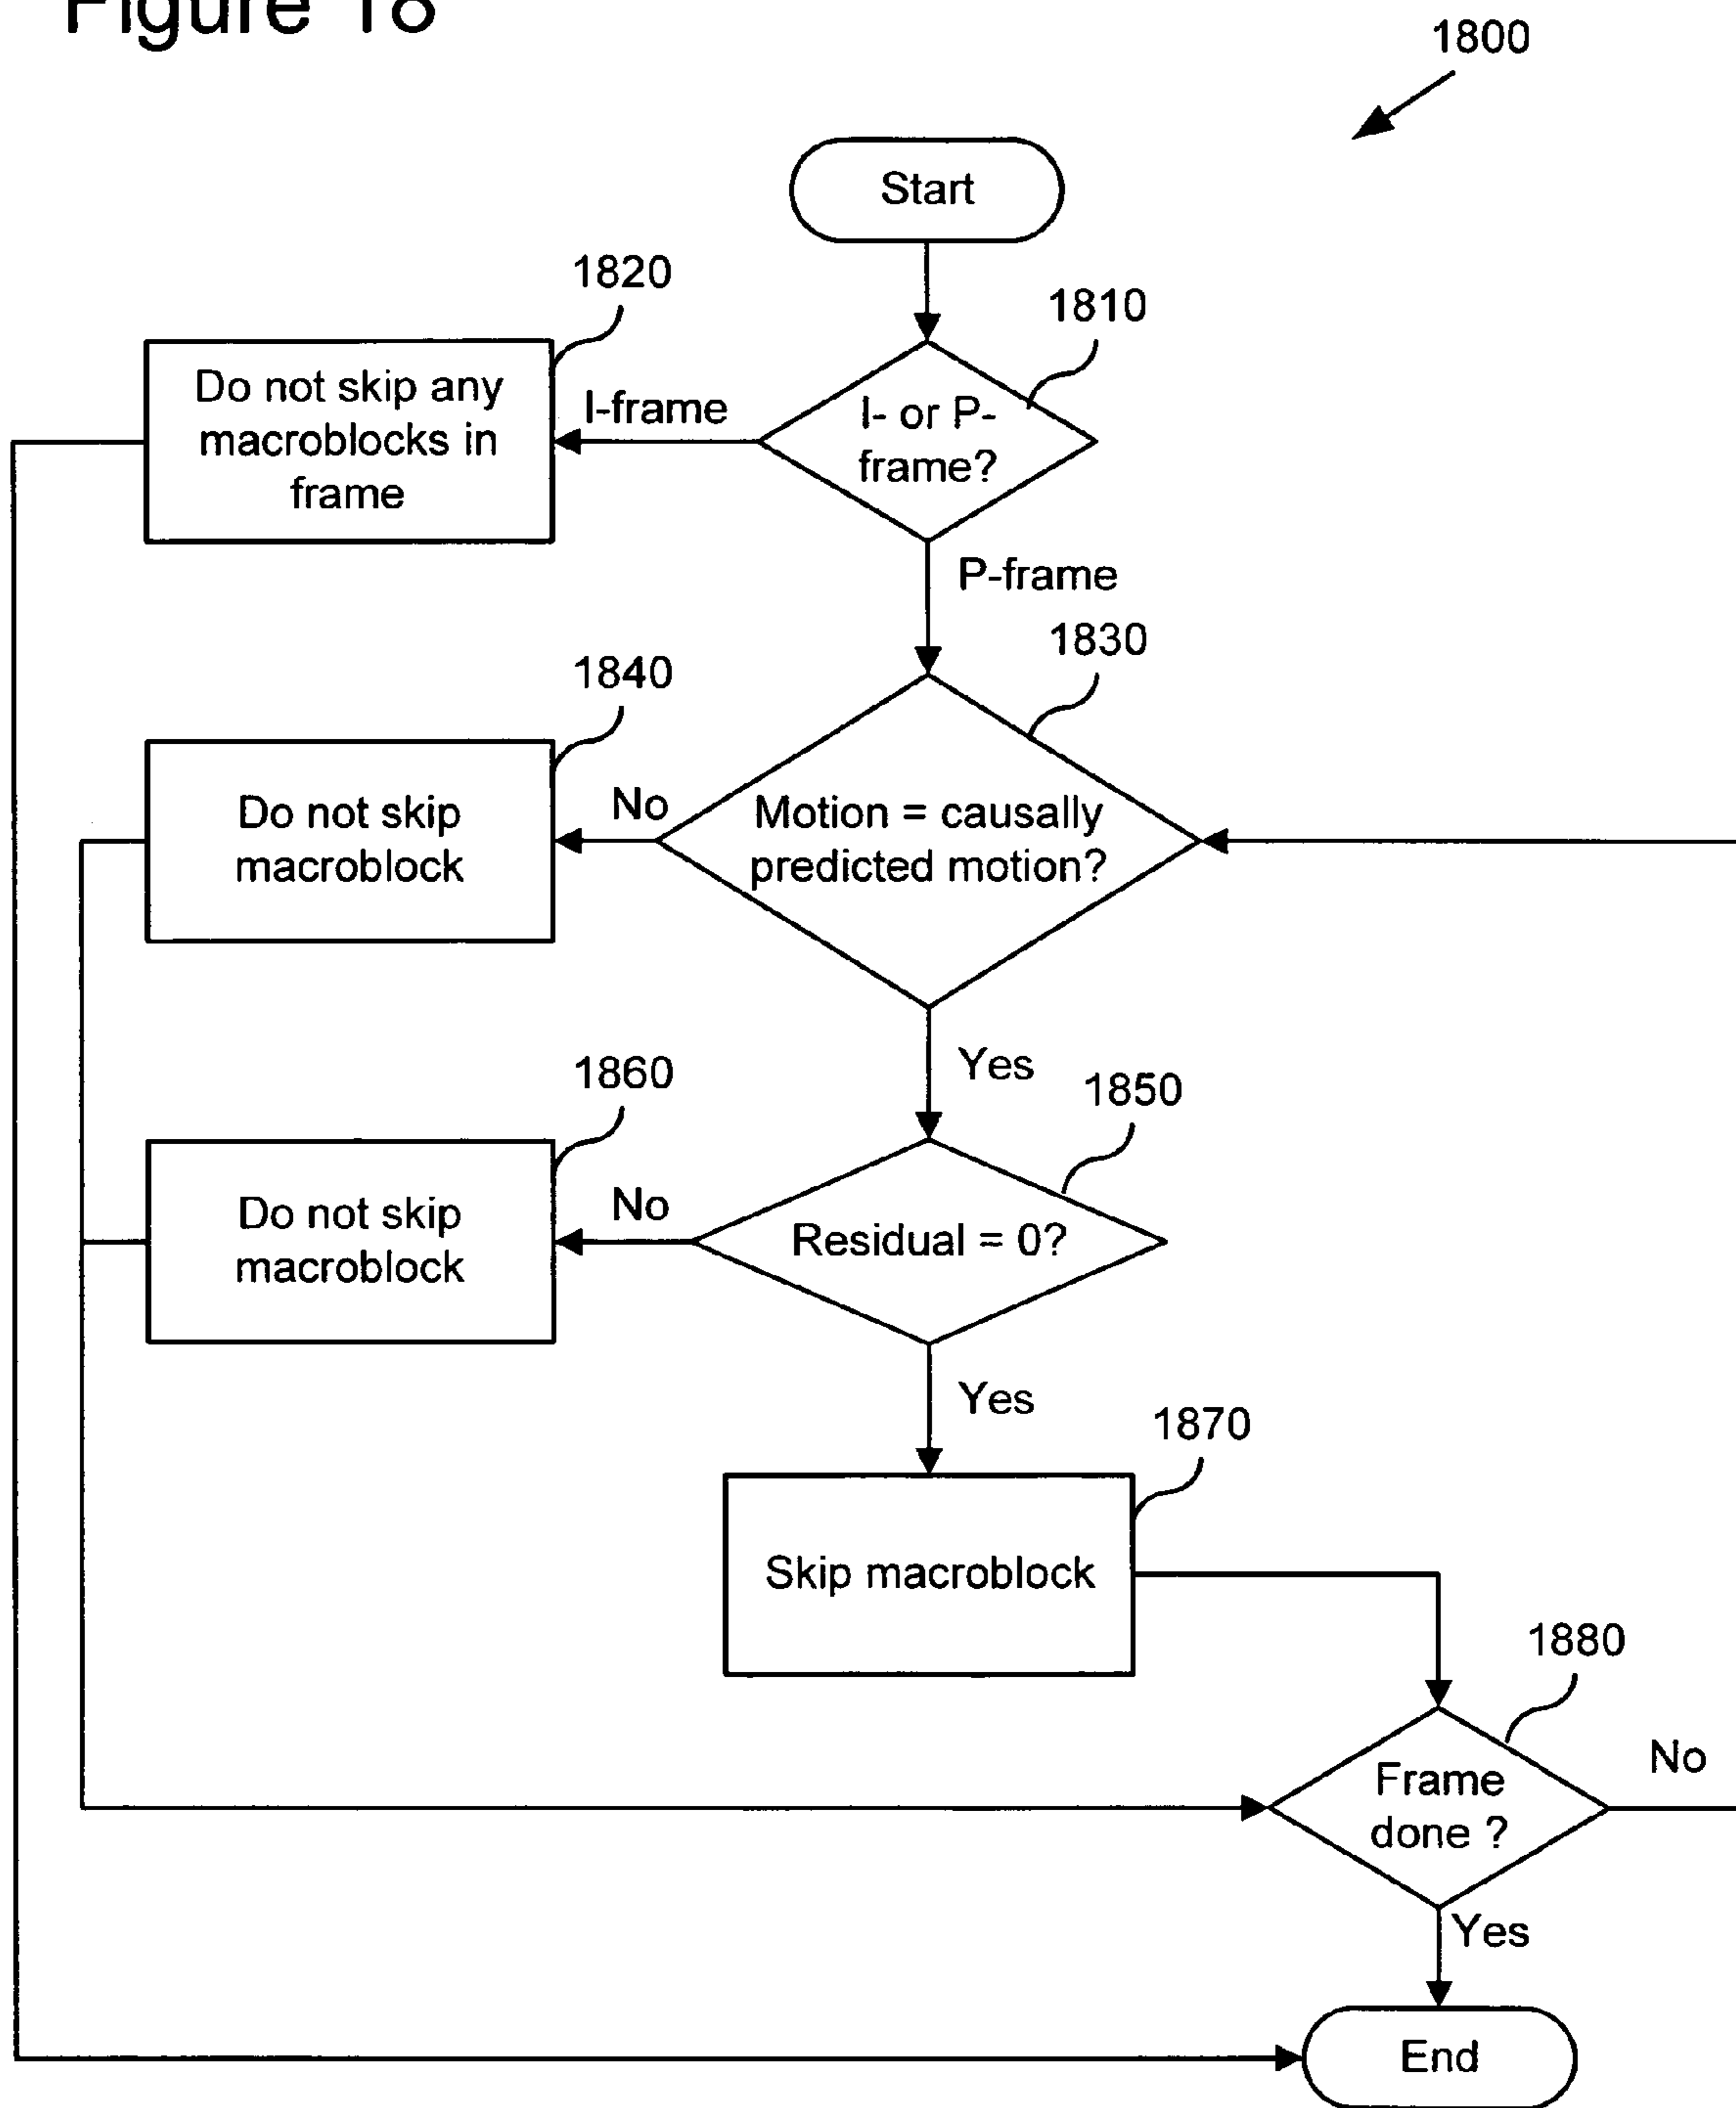 Figure 18
1800
Start
1820
1810
Do not skip any
macroblocks in
frame
I-frame
I- or P-
frame?
P-frame
1830
1840
Do not skip
macroblock
No
Motion = causally
predicted motion?
Yes
1850
1860
Do not skip
macroblock
No
Residual = 0?
Yes
1870
Skip macroblock
1880
Frame
done ?
No
Yes
End